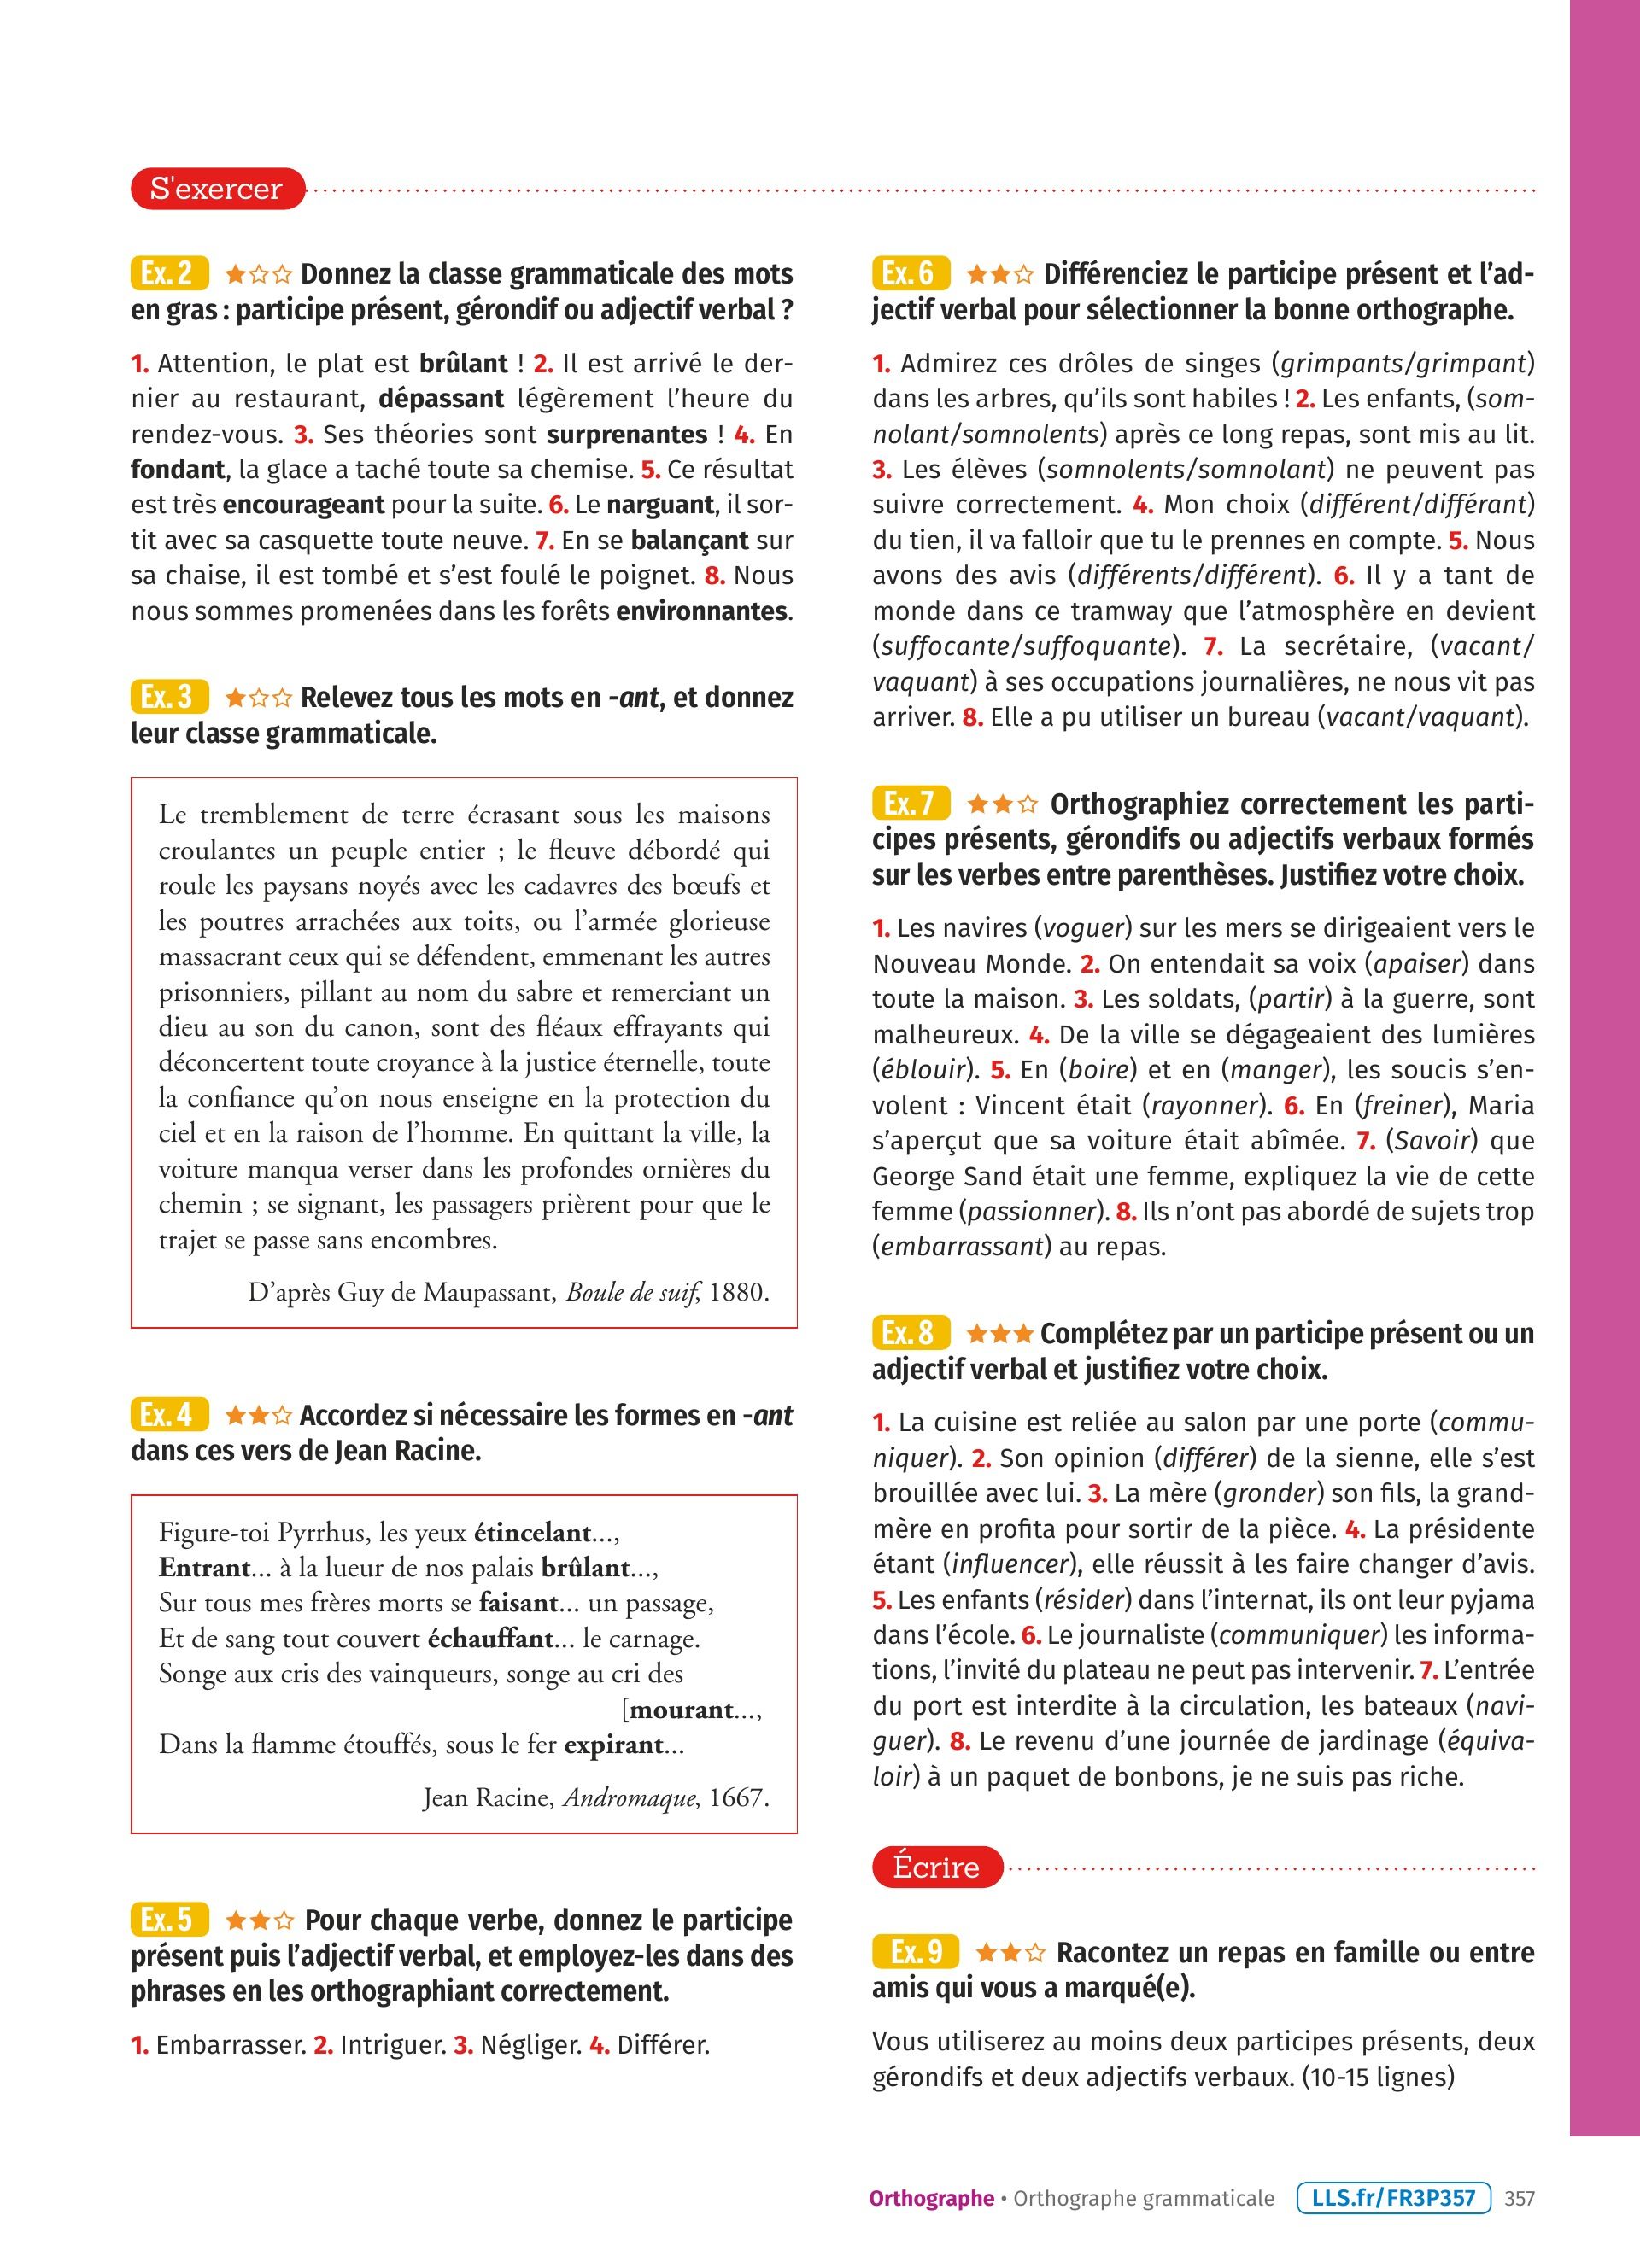 S'exercer
Ex. 2 ★☆☆ Donnez la classe grammaticale des mots
en gras : participe présent, gérondif ou adjectif verbal ?
1. Attention, le plat est brûlant ! 2. Il est arrivé le der-
nier au restaurant, dépassant légèrement l'heure du
rendez-vous. 3. Ses théories sont surprenantes ! 4. En
fondant, la glace a taché toute sa chemise. 5. Ce résultat
est très encourageant pour la suite. 6. Le narguant, il sor-
tit avec sa casquette toute neuve. 7. En se balançant sur
sa chaise, il est tombé et s'est foulé le poignet. 8. Nous
nous sommes promenées dans les forêts environnantes.
Ex. 3 ★☆☆ Relevez tous les mots en -ant, et donnez
leur classe grammaticale.
Le tremblement de terre écrasant sous les maisons
croulantes un peuple entier ; le fleuve débordé qui
roule les paysans noyés avec les cadavres des bœufs et
les poutres arrachées aux toits, ou l'armée glorieuse
massacrant ceux qui se défendent, emmenant les autres
prisonniers, pillant au nom du sabre et remerciant un
dieu au son du canon, sont des fléaux effrayants qui
déconcertent toute croyance à la justice éternelle, toute
la confiance qu'on nous enseigne en la protection du
ciel et en la raison de l'homme. En quittant la ville, la
voiture manqua verser dans les profondes ornières du
chemin ; se signant, les passagers prièrent pour que le
trajet se passe sans encombres.
D'après Guy de Maupassant, Boule de suif, 1880.
Ex. 4 ★★☆ Accordez si nécessaire les formes en -ant
dans ces vers de Jean Racine.
Figure-toi Pyrrhus, les yeux étincelant...,
Entrant... à la lueur de nos palais brûlant...,
Sur tous mes frères morts se faisant... un passage,
Et de sang tout couvert échauffant... le carnage.
Songe aux cris des vainqueurs, songe au cri des
[mourant...,
Dans la flamme étouffés, sous le fer expirant...
Jean Racine, Andromaque, 1667.
Ex. 5 ★★☆ Pour chaque verbe, donnez le participe
présent puis l'adjectif verbal, et employez-les dans des
phrases en les orthographiant correctement.
1. Embarrasser. 2. Intriguer. 3. Négliger. 4. Différer.
Ex. 6 ★★☆ Différenciez le participe présent et l'ad-
jectif verbal pour sélectionner la bonne orthographe.
1. Admirez ces drôles de singes (grimpants/grimpant)
dans les arbres, qu'ils sont habiles ! 2. Les enfants, (som-
nolant/somnolents) après ce long repas, sont mis au lit.
3. Les élèves (somnolents/somnolant) ne peuvent pas
suivre correctement. 4. Mon choix (différent/différant)
du tien, il va falloir que tu le prennes en compte. 5. Nous
avons des avis (différents/différent). 6. Il y a tant de
monde dans ce tramway que l'atmosphère en devient
(suffocante/suffoquante). 7. La secrétaire, (vacant/
vaquant) à ses occupations journalières, ne nous vit pas
arriver. 8. Elle a pu utiliser un bureau (vacant/vaquant).
Ex. 7 ★★☆ Orthographiez correctement les parti-
cipes présents, gérondifs ou adjectifs verbaux formés
sur les verbes entre parenthèses. Justifiez votre choix.
1. Les navires (voguer) sur les mers se dirigeaient vers le
Nouveau Monde. 2. On entendait sa voix (apaiser) dans
toute la maison. 3. Les soldats, (partir) à la guerre, sont
malheureux. 4. De la ville se dégageaient des lumières
(éblouir). 5. En (boire) et en (manger), les soucis s'en-
volent : Vincent était (rayonner). 6. En (freiner), Maria
s'aperçut que sa voiture était abîmée. 7. (Savoir) que
George Sand était une femme, expliquez la vie de cette
femme (passionner). 8. Ils n'ont pas abordé de sujets trop
(embarrassant) au repas.
Ex. 8 ★★★ Complétez par un participe présent ou un
adjectif verbal et justifiez votre choix.
1. La cuisine est reliée au salon par une porte (commu-
niquer). 2. Son opinion (différer) de la sienne, elle s'est
brouillée avec lui. 3. La mère (gronder) son fils, la grand-
mère en profita pour sortir de la pièce. 4. La présidente
étant (influencer), elle réussit à les faire changer d'avis.
5. Les enfants (résider) dans l'internat, ils ont leur pyjama
dans l'école. 6. Le journaliste (communiquer) les informa-
tions, l'invité du plateau ne peut pas intervenir. 7. L'entrée
du port est interdite à la circulation, les bateaux (navi-
guer). 8. Le revenu d'une journée de jardinage (équiva-
loir) à un paquet de bonbons, je ne suis pas riche.
Écrire
Ex. 9 ★★☆ Racontez un repas en famille ou entre
amis qui vous a marqué(e).
Vous utiliserez au moins deux participes présents, deux
gérondifs et deux adjectifs verbaux. (10-15 lignes)
Orthographe • Orthographe grammaticale LLS.fr/FR3P357 357